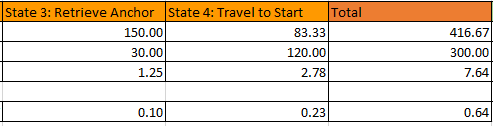 State 3: Retrieve Anchor State 4: Travel to Start Total
150.00 83.33 416.67
30.00 120.00 300.00
1.25 2.78 7.64
0.10 0.23 0.64